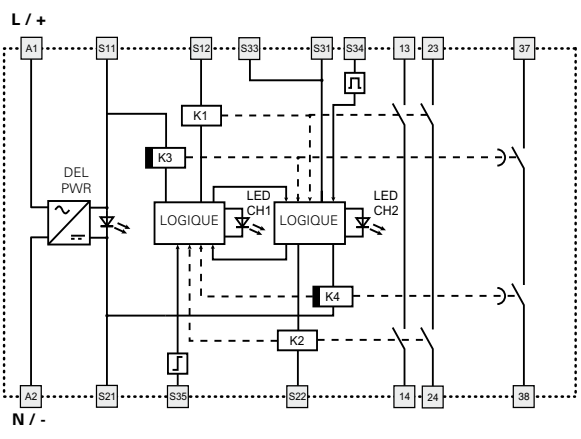 L / +
A1
S11
S12
S33
S31
S34
13
23
37
K1
K3
DEL
PWR
LED
CH1
LED
CH2
LOGIQUE
LOGIQUE
K4
K2
A2
S21
S35
S22
14
24
38
N / -